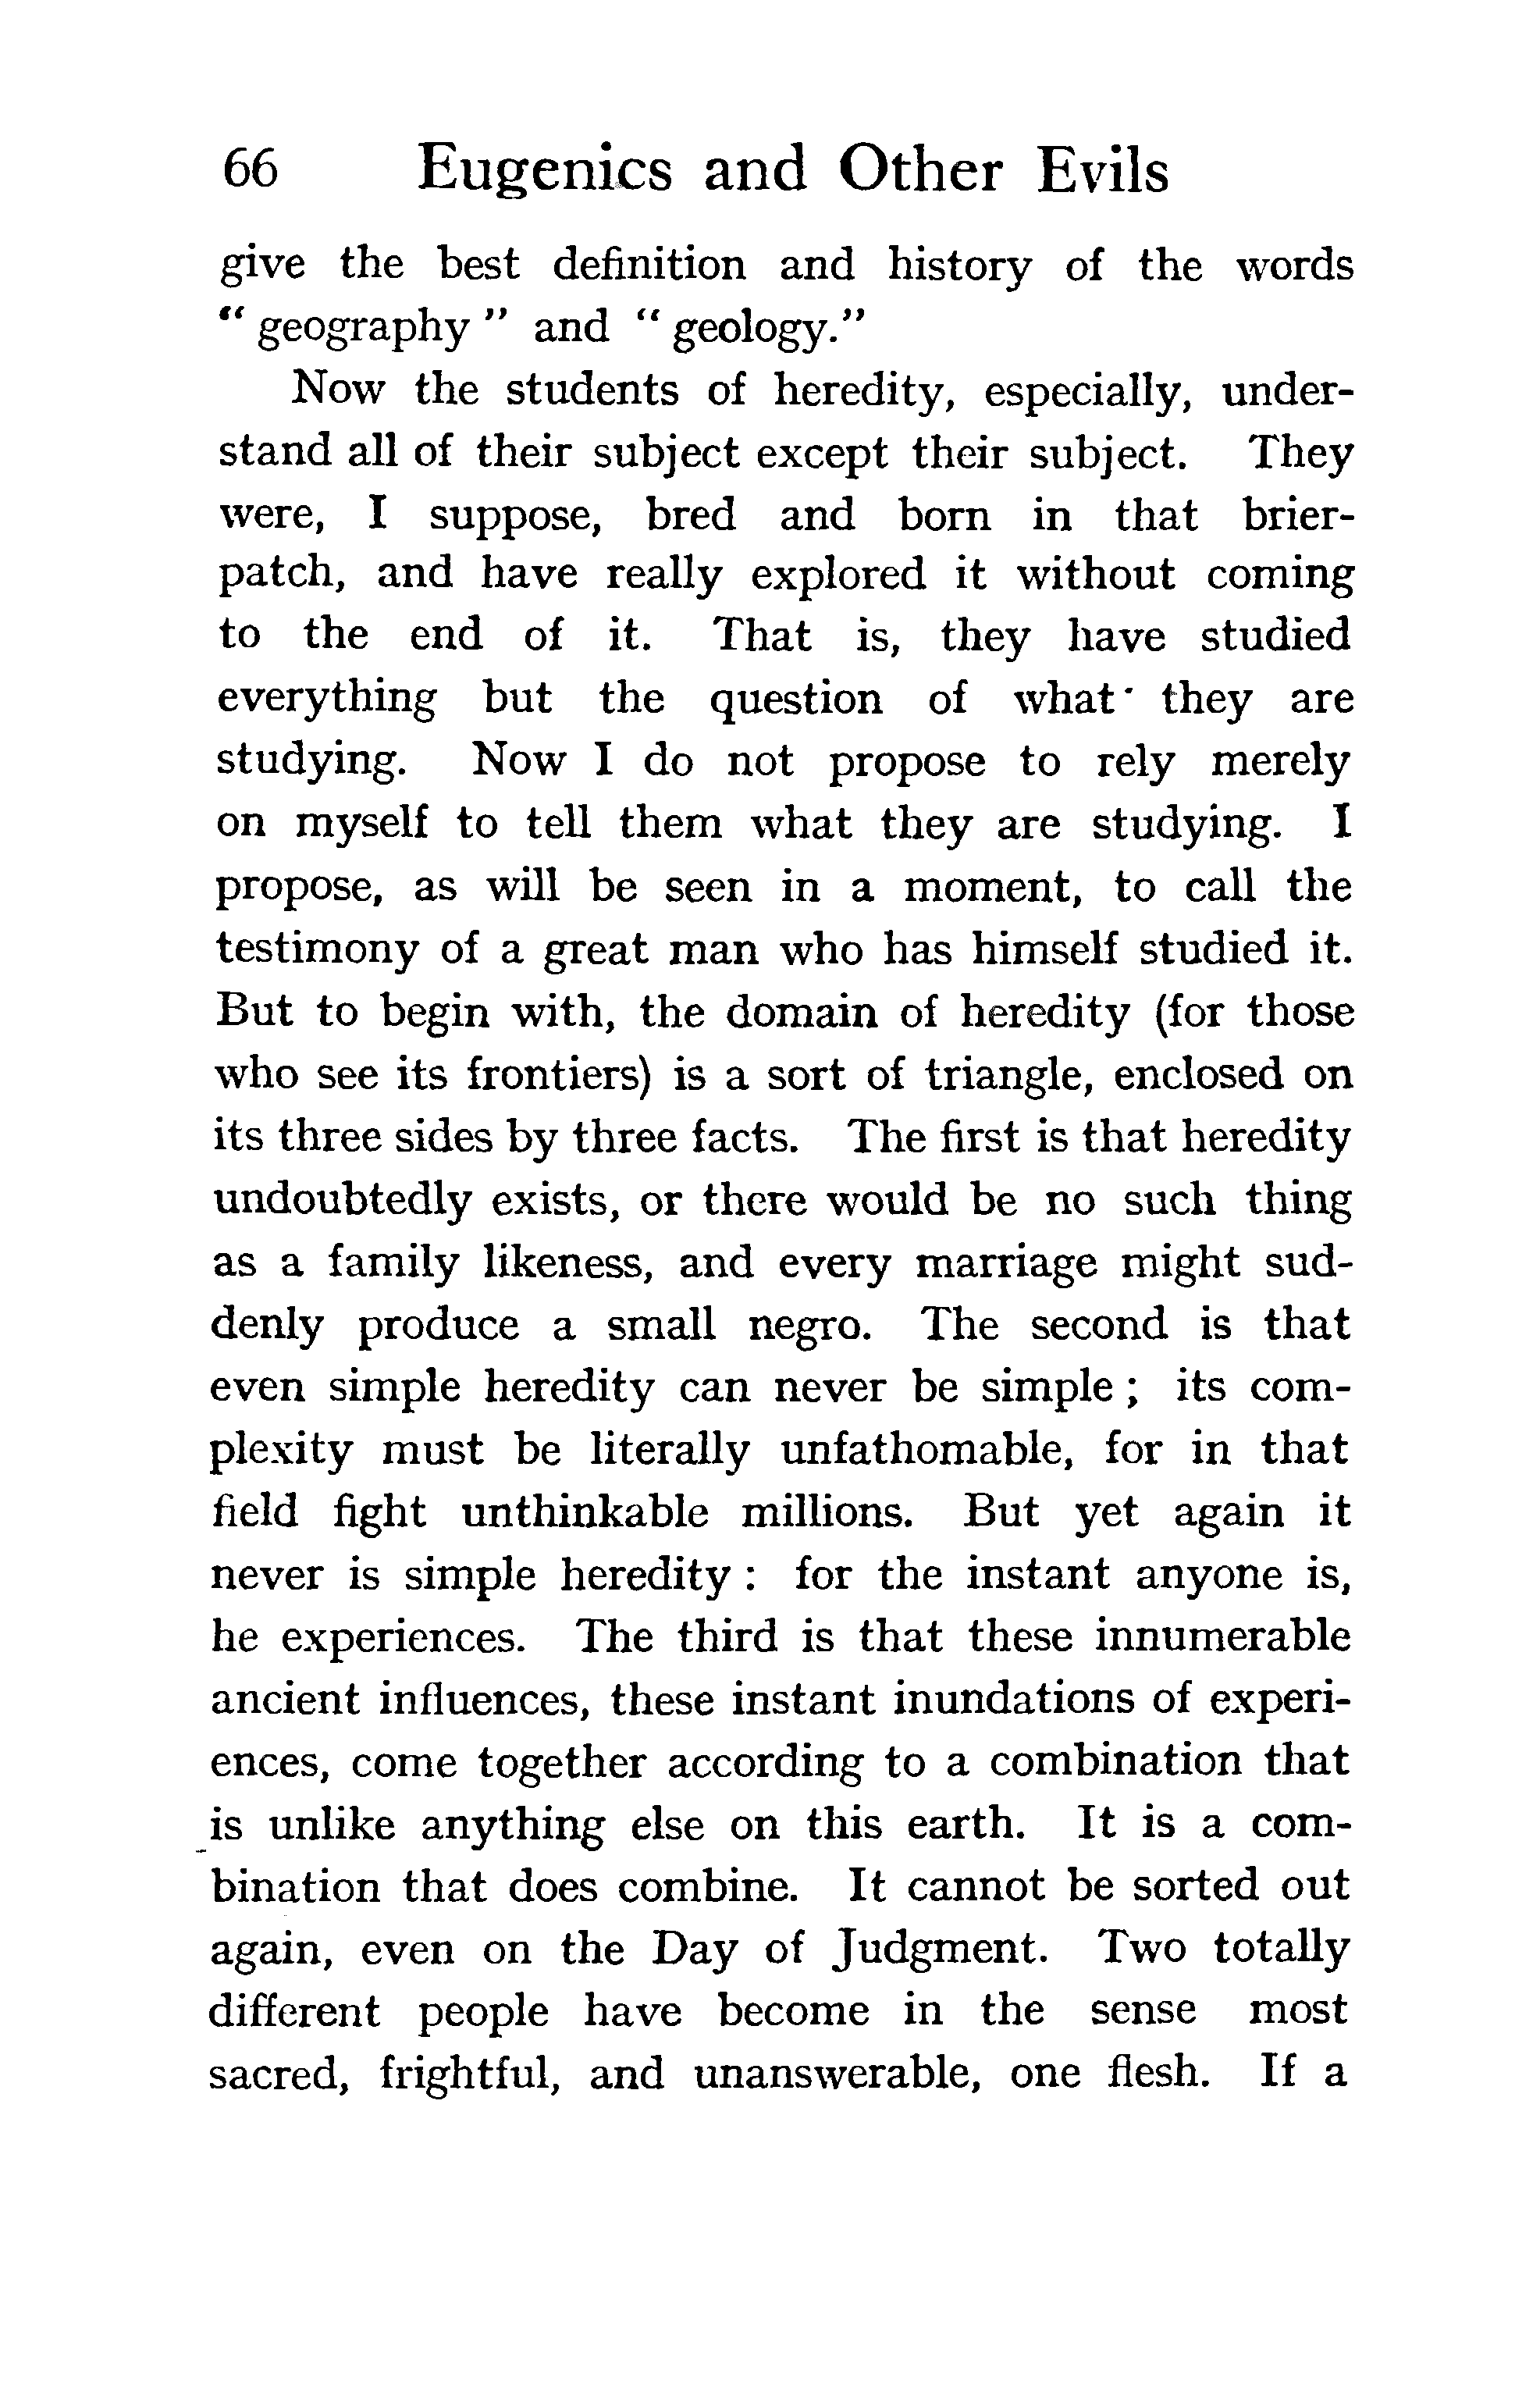 66 Eugenics and Other Evils
give the best definition and history of the words
“ geography ” and “ geology.”
Now the students of heredity, especially, under-
stand all of their subject except their subject. They
were, I suppose, bred and born in that brier-
patch, and have really explored it without coming
to the end of it. That is, they have studied
everything but the question of what they are
studying. Now I do not propose to rely merely
on myself to tell them what they are studying. I
propose, as will be seen in a moment, to call the
testimony of a great man who has himself studied it.
But to begin with, the domain of heredity (for those
who see its frontiers) is a sort of triangle, enclosed on
its three sides by three facts. The first is that heredity
undoubtedly exists, or there would be no such thing
as a family likeness, and every marriage might sud-
denly produce a small negro. The second is that
even simple heredity can never be simple ; its com-
plexity must be literally unfathomable, for in that
field fight unthinkable millions. But yet again it
never is simple heredity : for the instant anyone is,
he experiences. The third is that these innumerable
ancient influences, these instant inundations of experi-
ences, come together according to a combination that
is unlike anything else on this earth. It is a com-
bination that does combine. It cannot be sorted out
again, even on the Day of Judgment. Two totally
different people have become in the sense most
sacred, frightful, and unanswerable, one flesh. If a